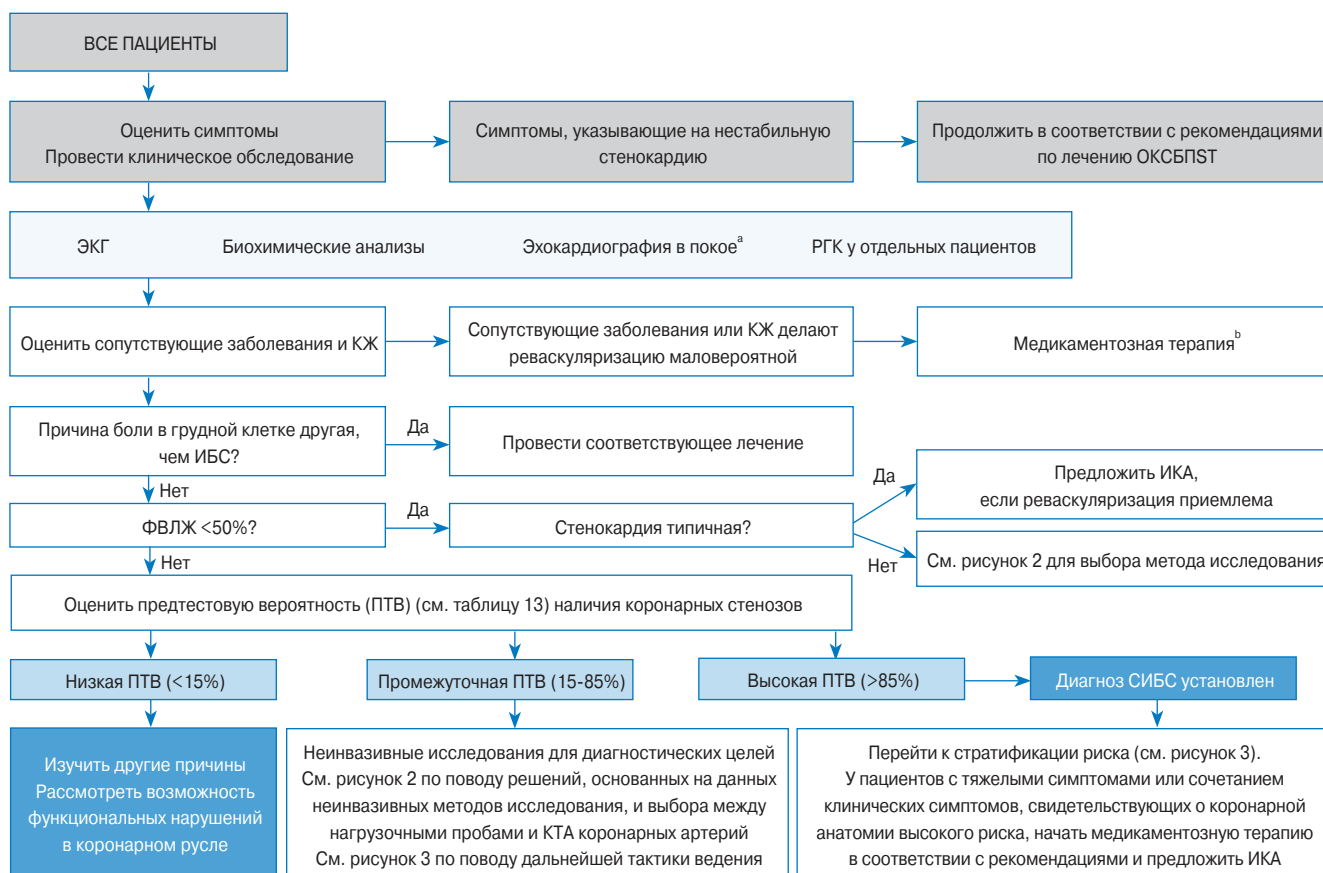 ВСЕ ПАЦИЕНТЫ
Оценить симптомы
Провести клиническое обследование
Симптомы, указывающие на нестабильную
стенокардию
Продолжить в соответствии с рекомендациями
по лечению ОКСБПST
ЭКГ
Биохимические анализы
Эхокардиография в покоеᵃ
РГК у отдельных пациентов
Оценить сопутствующие заболевания и КЖ
Сопутствующие заболевания или КЖ делают
реваскуляризацию маловероятной
Медикаментозная терапияᵇ
Причина боли в грудной клетке другая,
чем ИБС?
Да
Провести соответствующее лечение
Нет
ФВЛЖ <50%?
Да
Стенокардия типичная?
Да
Предложить ИКА,
если реваскуляризация приемлема
Нет
См. рисунок 2 для выбора метода исследования
Нет
Оценить предтестовую вероятность (ПТВ) (см. таблицу 13) наличия коронарных стенозов
Низкая ПТВ (<15%)
Промежуточная ПТВ (15-85%)
Высокая ПТВ (>85%)
Диагноз СИБС установлен
Изучить другие причины
Рассмотреть возможность
функциональных нарушений
в коронарном русле
Неинвазивные исследования для диагностических целей
См. рисунок 2 по поводу решений, основанных на данных
неинвазивных методов исследования, и выбора между
нагрузочными пробами и КТА коронарных артерий
См. рисунок 3 по поводу дальнейшей тактики ведения
Перейти к стратификации риска (см. рисунок 3).
У пациентов с тяжелыми симптомами или сочетанием
клинических симптомов, свидетельствующих о коронарной
анатомии высокого риска, начать медикаментозную терапию
в соответствии с рекомендациями и предложить ИКА